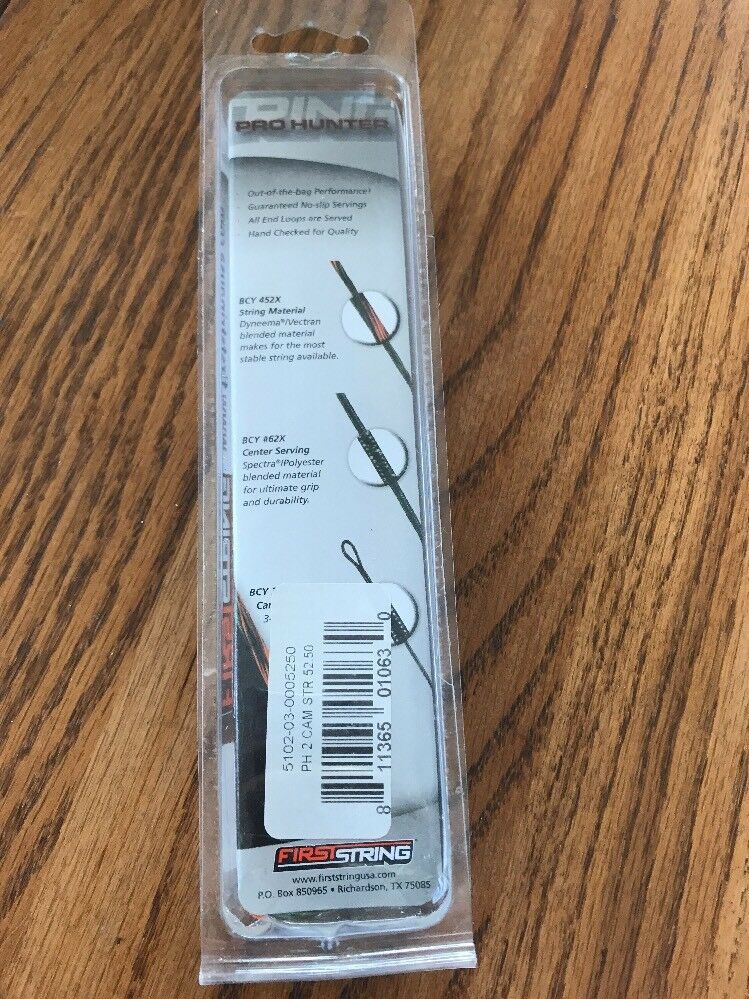 PRO HUNTER
Out-of-the-bag Performance!
Guaranteed No-slip Servings
All End Loops are Served
Hand Checked for Quality
BCY 452X
String Material
Dyneema®/Vectran
blended material
makes for the most
stable string available.
BCY #62X
Center Serving
Spectra®/Polyester
blended material
for ultimate grip
and durability.
BCY
5102-03-0005250
PH 2 CAM STR 52.50
8 11365 01063 0
FIRSTSTRING
www.firststringusa.com
P.O. Box 850965 • Richardson, TX 75085